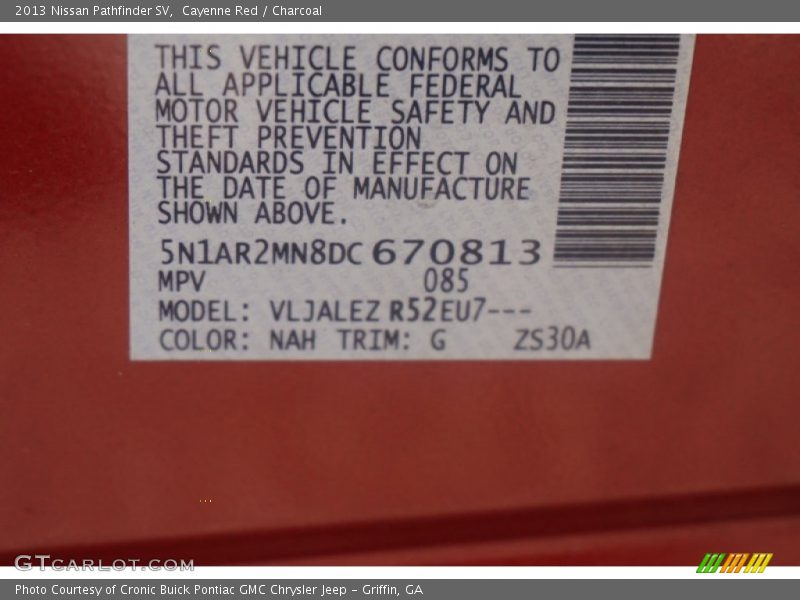 2013 Nissan Pathfinder SV,  Cayenne Red / Charcoal
THIS VEHICLE CONFORMS TO
ALL APPLICABLE FEDERAL
MOTOR VEHICLE SAFETY AND
THEFT PREVENTION
STANDARDS IN EFFECT ON
THE DATE OF MANUFACTURE
SHOWN ABOVE.
5N1AR2MN8DC670813
MPV 085
MODEL: VLJALEZ R52EU7---
COLOR: NAH TRIM: G ZS30A
GTCARLOT.COM
Photo Courtesy of Cronic Buick Pontiac GMC Chrysler Jeep – Griffin, GA